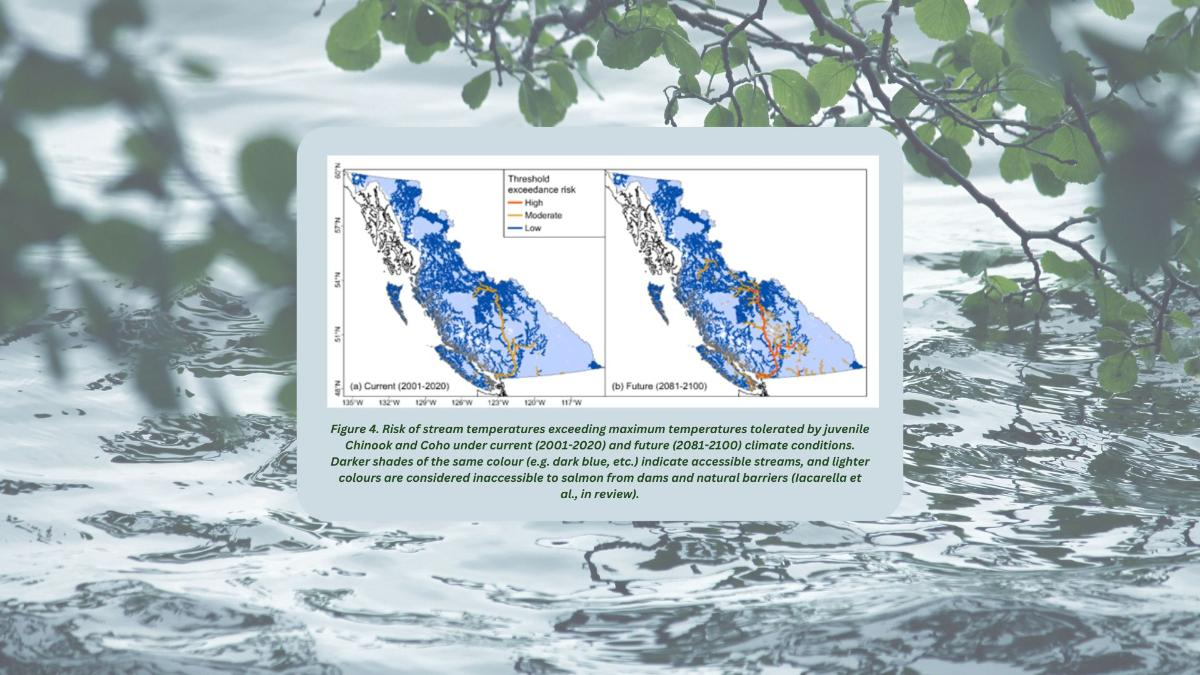 Threshold
exceedance risk
High
Moderate
Low
60°N
57°N
54°N
51°N
48°N
(a) Current (2001-2020)
(b) Future (2081-2100)
135°W 132°W 129°W 126°W 123°W 120°W 117°W
Figure 4. Risk of stream temperatures exceeding maximum temperatures tolerated by juvenile
Chinook and Coho under current (2001-2020) and future (2081-2100) climate conditions.
Darker shades of the same colour (e.g. dark blue, etc.) indicate accessible streams, and lighter
colours are considered inaccessible to salmon from dams and natural barriers (Iacarella et
al., in review).